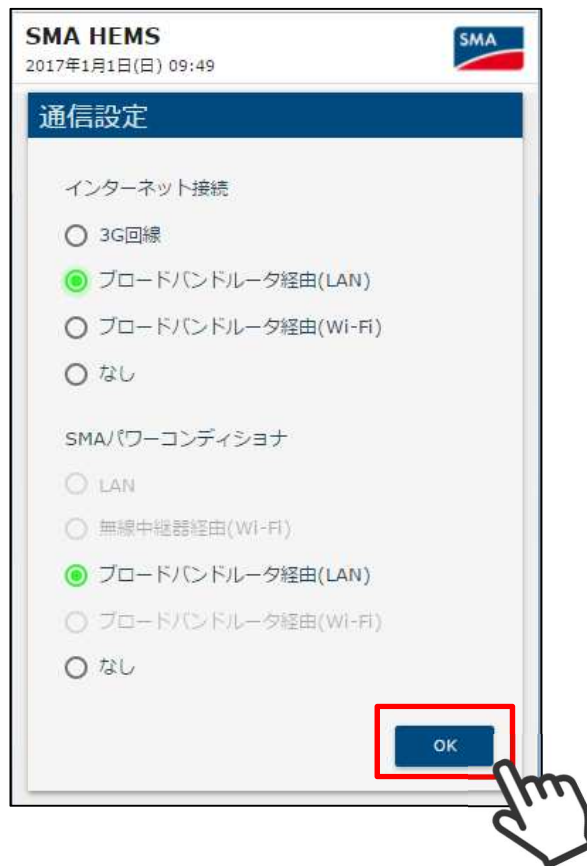 SMA HEMS
SMA
2017年1月1日(日) 09:49
通信設定
インターネット接続
3G回線
ブロードバンドルータ経由(LAN)
ブロードバンドルータ経由(Wi-Fi)
なし
SMAパワーコンディショナ
LAN
無線中継器経由(Wi-Fi)
ブロードバンドルータ経由(LAN)
ブロードバンドルータ経由(Wi-Fi)
なし
OK